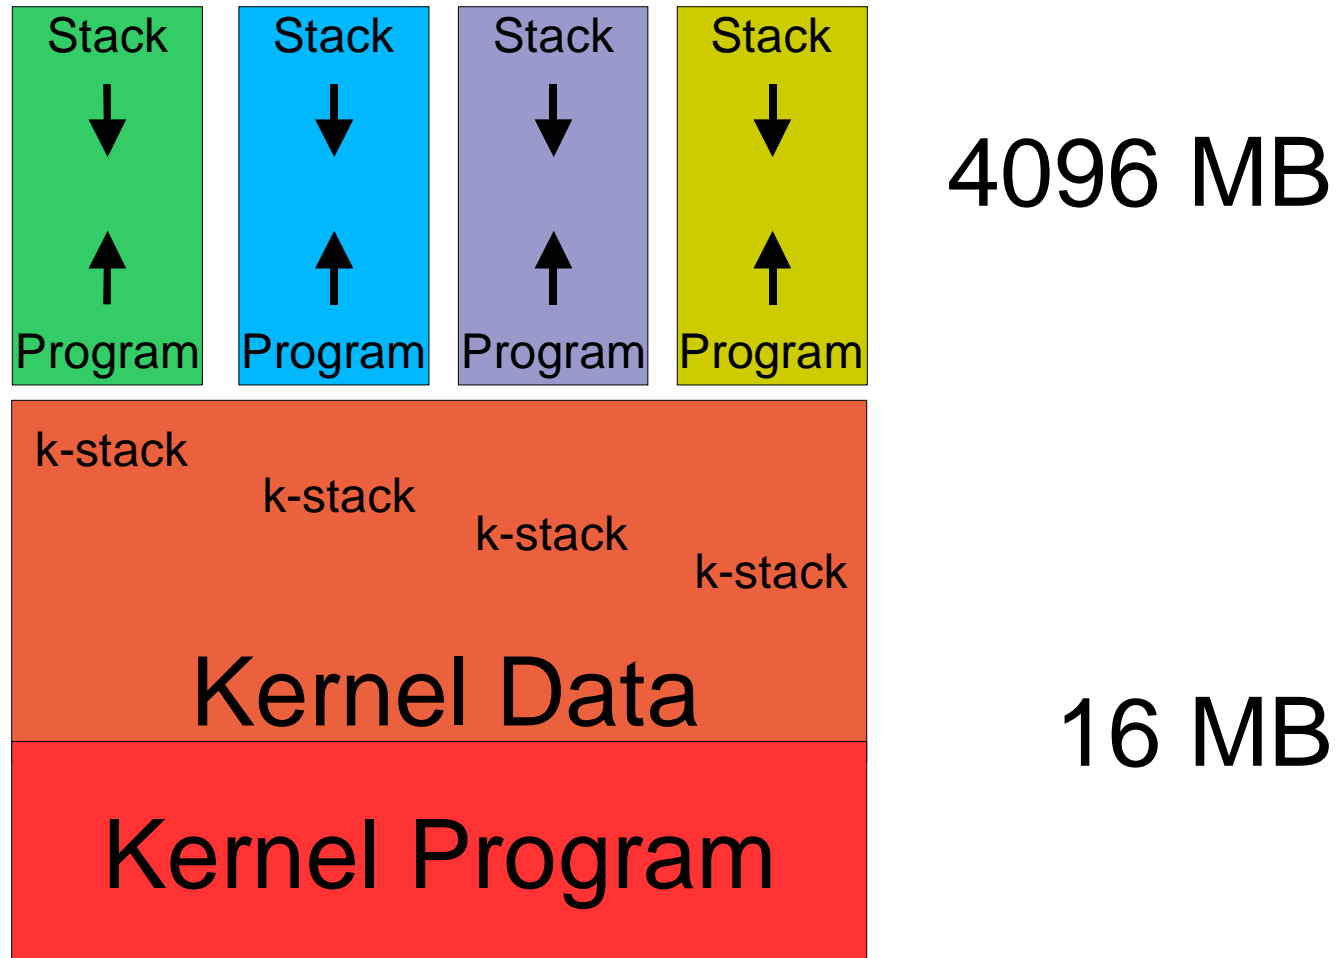 Stack Stack Stack Stack
4096 MB
Program Program Program Program
k-stack
k-stack
k-stack
k-stack
Kernel Data
16 MB
Kernel Program